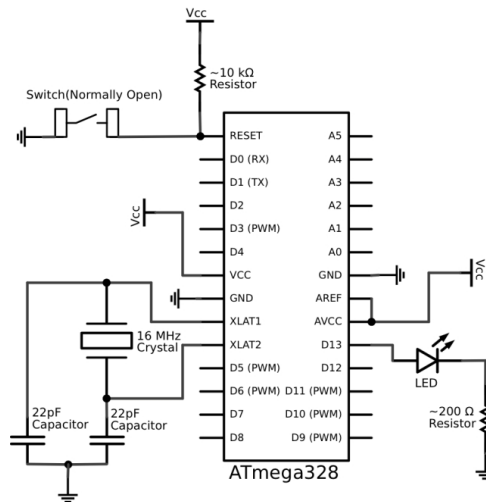 Vcc
~10 kΩ
Resistor
Switch(Normally Open)
RESET
A5
D0 (RX)
A4
D1 (TX)
A3
D2
A2
Vcc
D3 (PWM)
A1
D4
A0
VCC
GND
Vcc
GND
AREF
XLAT1
AVCC
16 MHz
Crystal
XLAT2
D13
D5 (PWM)
D12
LED
D6 (PWM)
D11 (PWM)
22pF
Capacitor
22pF
Capacitor
D7
D10 (PWM)
~200 Ω
Resistor
D8
D9 (PWM)
ATmega328